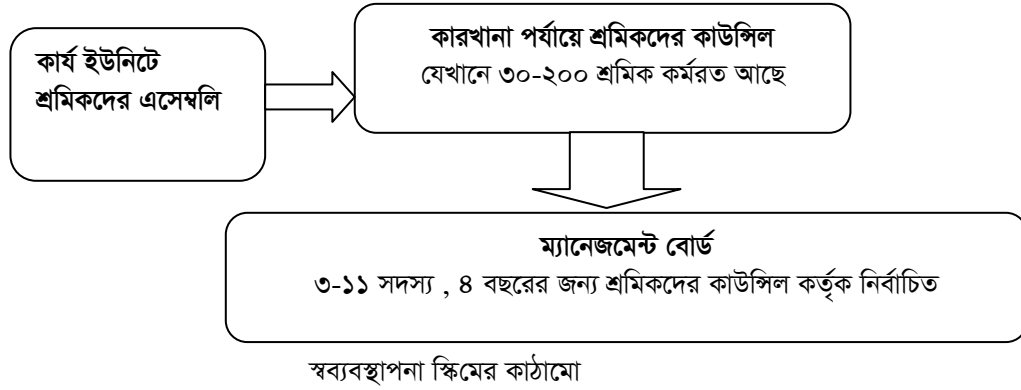 কার্য ইউনিটে
শ্রমিকদের এসেম্বলি
কারখানা পর্যায়ে শ্রমিকদের কাউন্সিল
যেখানে ৩০-২০০ শ্রমিক কর্মরত আছে
ম্যানেজমেন্ট বোর্ড
৩-১১ সদস্য , ৪ বছরের জন্য শ্রমিকদের কাউন্সিল কর্তৃক নির্বাচিত
স্বব্যবস্থাপনা স্কিমের কাঠামো